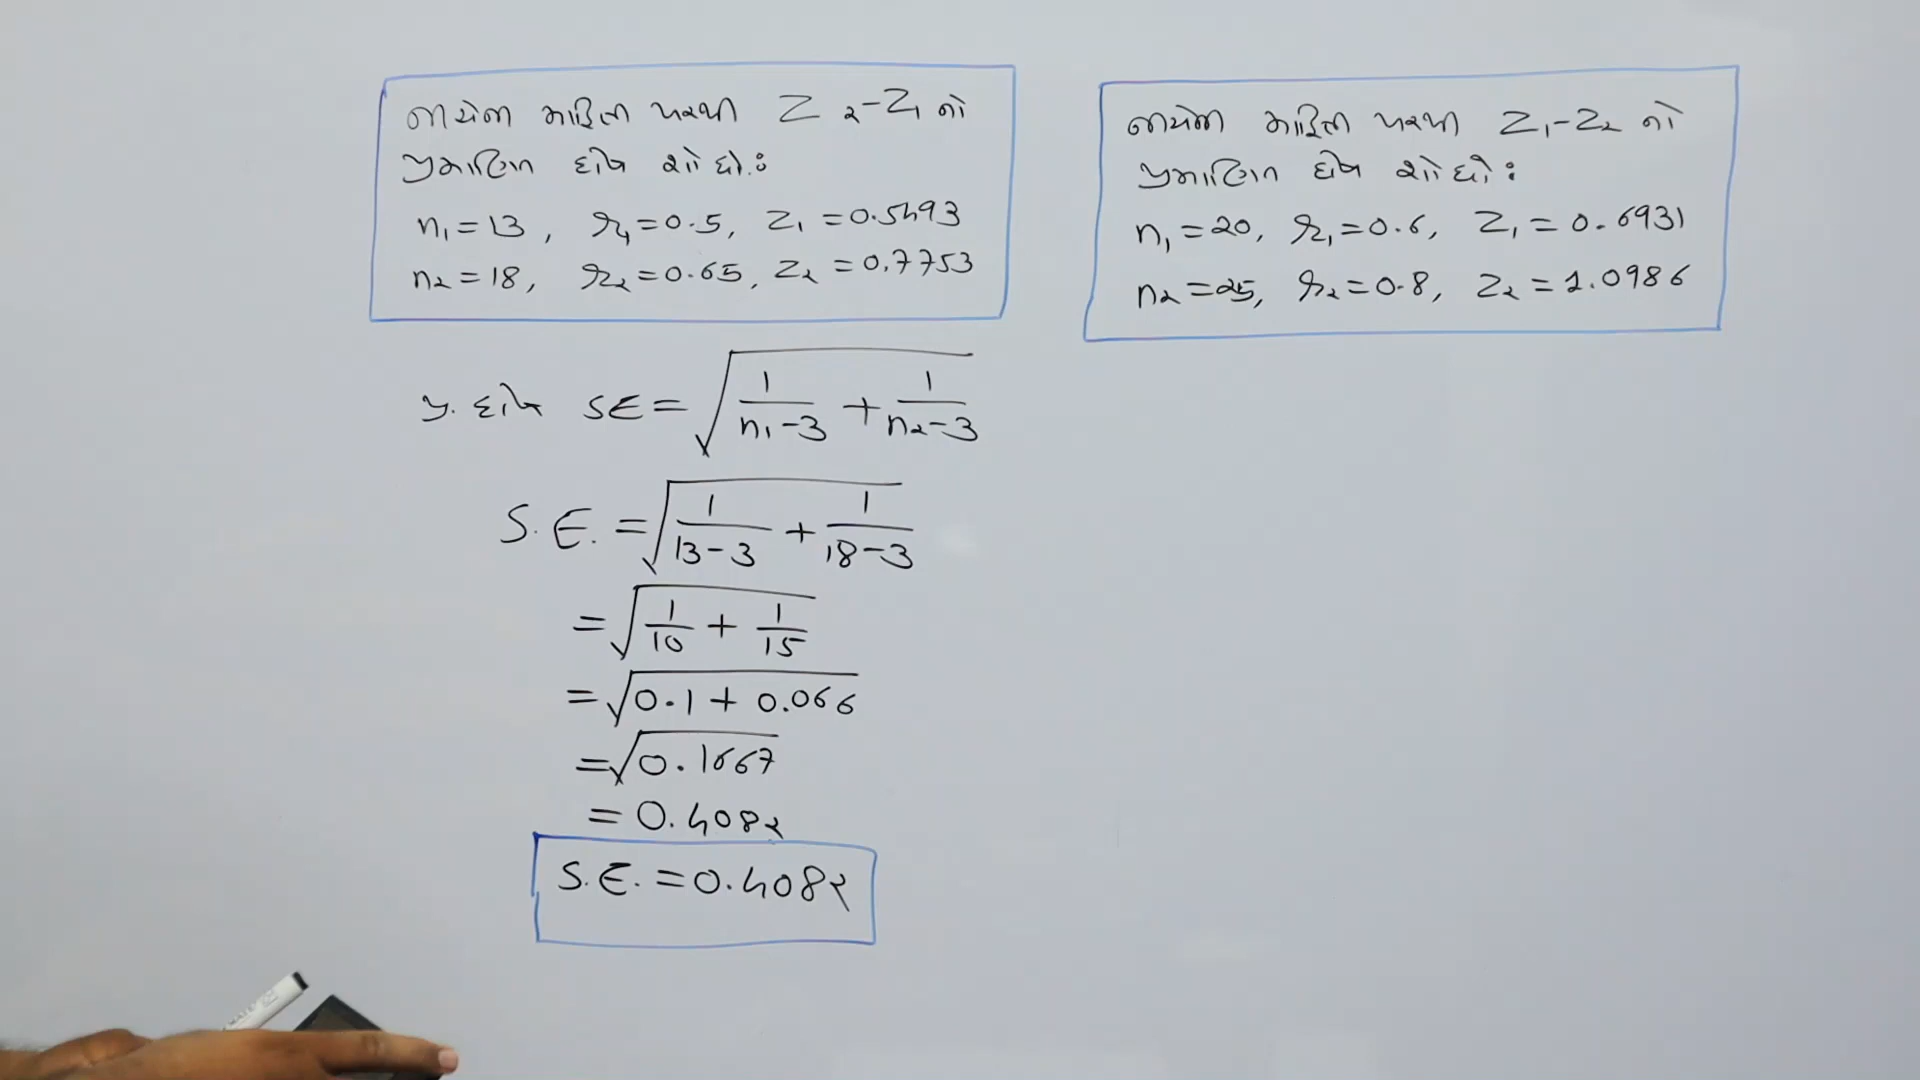 નીચેના માહિતી પરથી Z₂-Z₁ નો
પ્રમાણિત દોષ શોધો:
n₁=13, r₁=0.5, Z₁=0.5493
n₂=18, r₂=0.65, Z₂=0.7753
પ્ર. દોષ SE=√(1/(n₁-3) + 1/(n₂-3))
S.E.=√(1/(13-3) + 1/(18-3))
=√(1/10 + 1/15)
=√(0.1+0.066)
=√0.1667
=0.4082
S.E.=0.4082
નીચેના માહિતી પરથી Z₁-Z₂ નો
પ્રમાણિત દોષ શોધો:
n₁=20, r₁=0.6, Z₁=0.6931
n₂=25, r₂=0.8, Z₂=1.0986